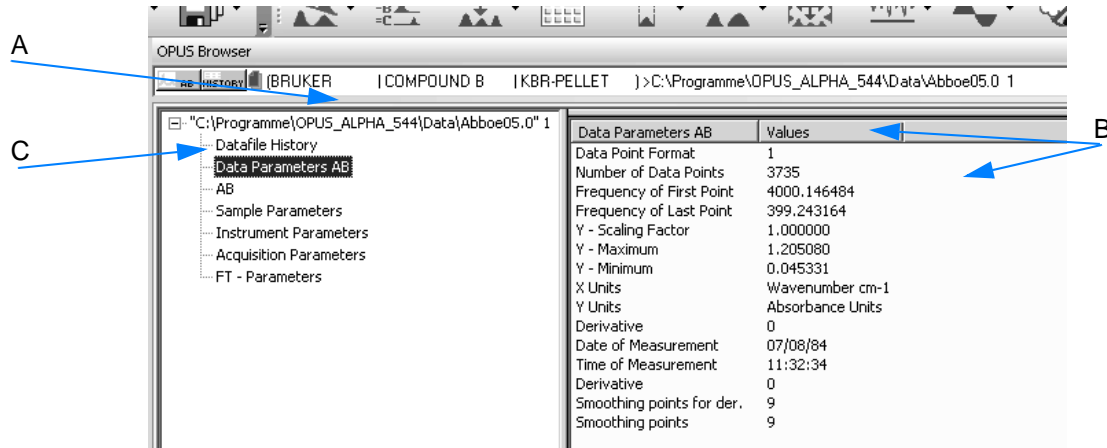 A
B
C
OPUS Browser
AB HISTORY (BRUKER | COMPOUND B | KBR-PELLET ) >C:\Programme\OPUS_ALPHA_544\Data\Abboe05.0 1
"C:\Programme\OPUS_ALPHA_544\Data\Abboe05.0" 1
Datafile History
Data Parameters AB
AB
Sample Parameters
Instrument Parameters
Acquisition Parameters
FT - Parameters
Data Parameters AB Values
Data Point Format 1
Number of Data Points 3735
Frequency of First Point 4000.146484
Frequency of Last Point 399.243164
Y - Scaling Factor 1.000000
Y - Maximum 1.205080
Y - Minimum 0.045331
X Units Wavenumber cm-1
Y Units Absorbance Units
Derivative 0
Date of Measurement 07/08/84
Time of Measurement 11:32:34
Derivative 0
Smoothing points for der. 9
Smoothing points 9